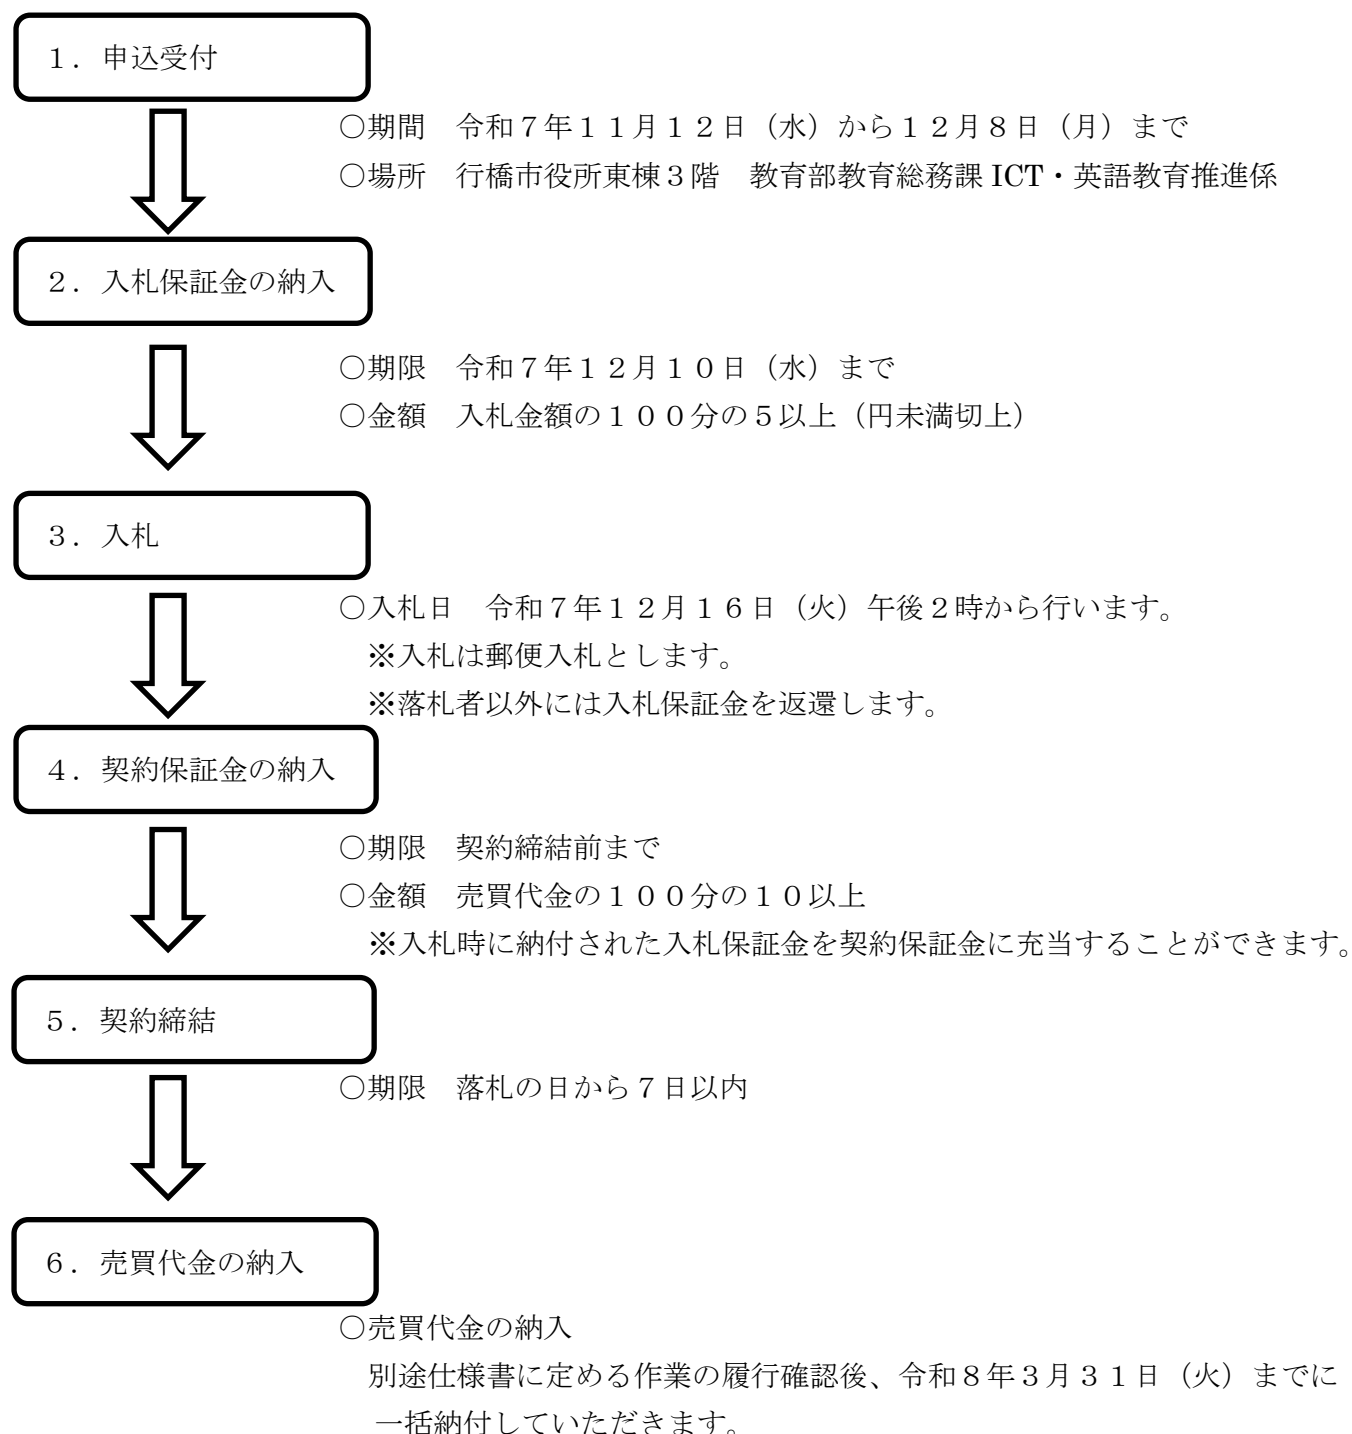 １．申込受付
○期間　令和７年１１月１２日（水）から１２月８日（月）まで
○場所　行橋市役所東棟３階　教育部教育総務課 ICT・英語教育推進係
２．入札保証金の納入
○期限　令和７年１２月１０日（水）まで
○金額　入札金額の１００分の５以上（円未満切上）
３．入札
○入札日　令和７年１２月１６日（火）午後２時から行います。
※入札は郵便入札とします。
※落札者以外には入札保証金を返還します。
４．契約保証金の納入
○期限　契約締結前まで
○金額　売買代金の１００分の１０以上
※入札時に納付された入札保証金を契約保証金に充当することができます。
５．契約締結
○期限　落札の日から７日以内
６．売買代金の納入
○売買代金の納入
別途仕様書に定める作業の履行確認後、令和８年３月３１日（火）までに
一括納付していただきます。